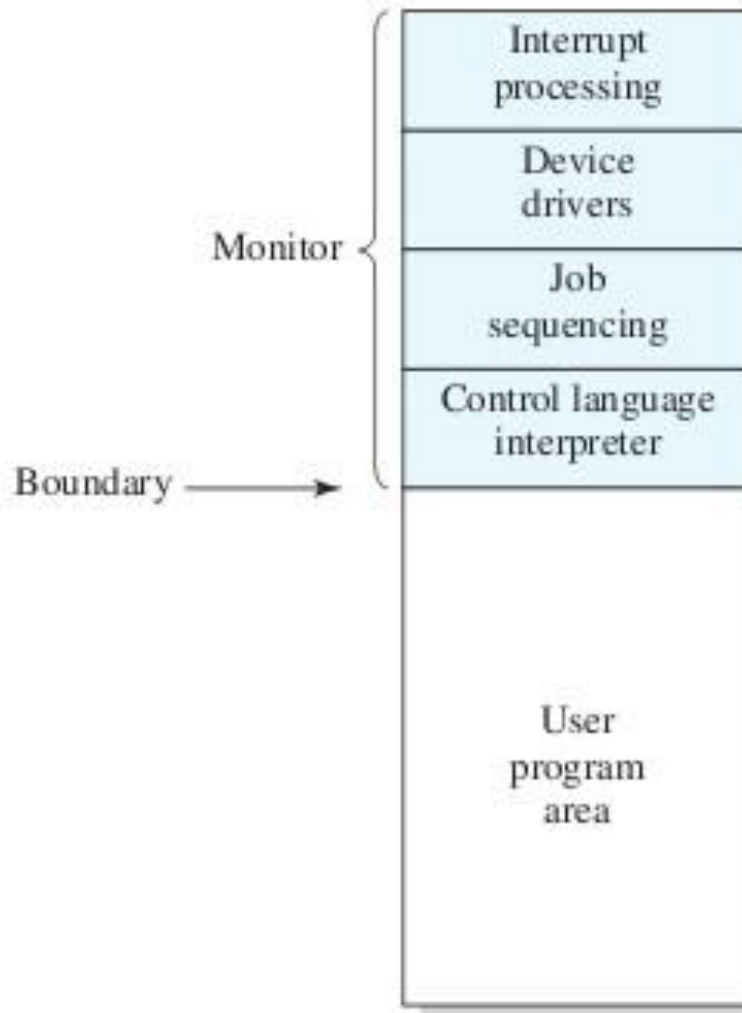 Interrupt
processing
Device
drivers
Monitor
Job
sequencing
Control language
interpreter
Boundary
User
program
area